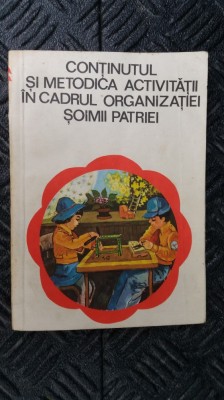 CONȚINUTUL
ȘI METODICA ACTIVITĂȚII
ÎN CADRUL ORGANIZAȚIEI
ȘOIMII PATRIEI